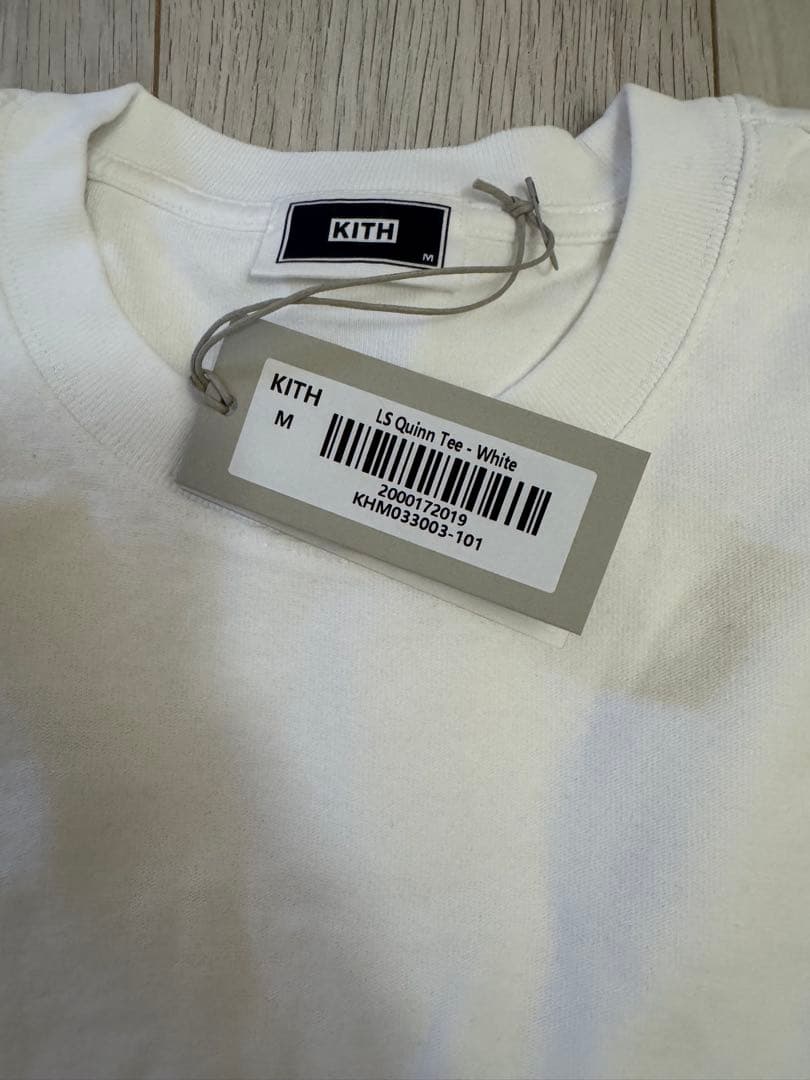 KITH
M
KITH
M
LS Quinn Tee - White
2000172019
KHM033003-101